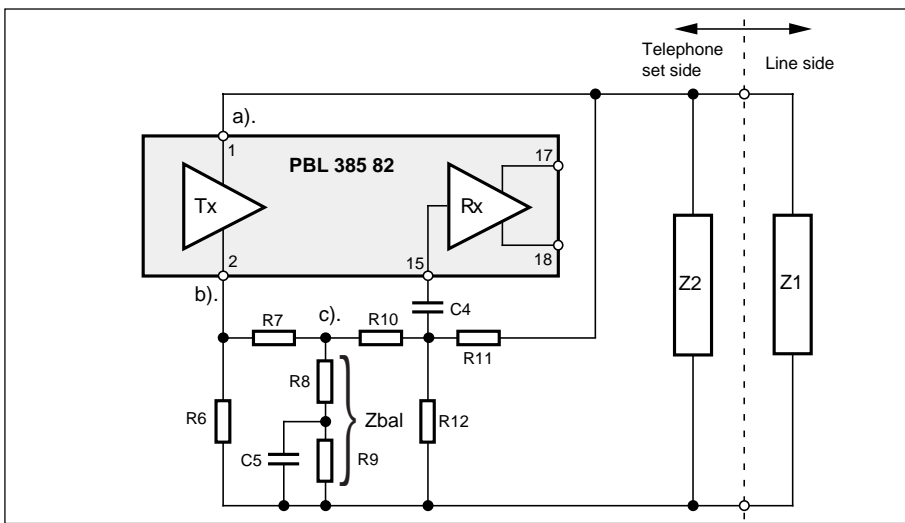 Telephone
set side
Line side
a).
1
PBL 385 82
17
Tx
Rx
18
2
15
Z2
Z1
b).
C4
R7
c).
R10
R11
R8
R6
Zbal
R12
C5
R9